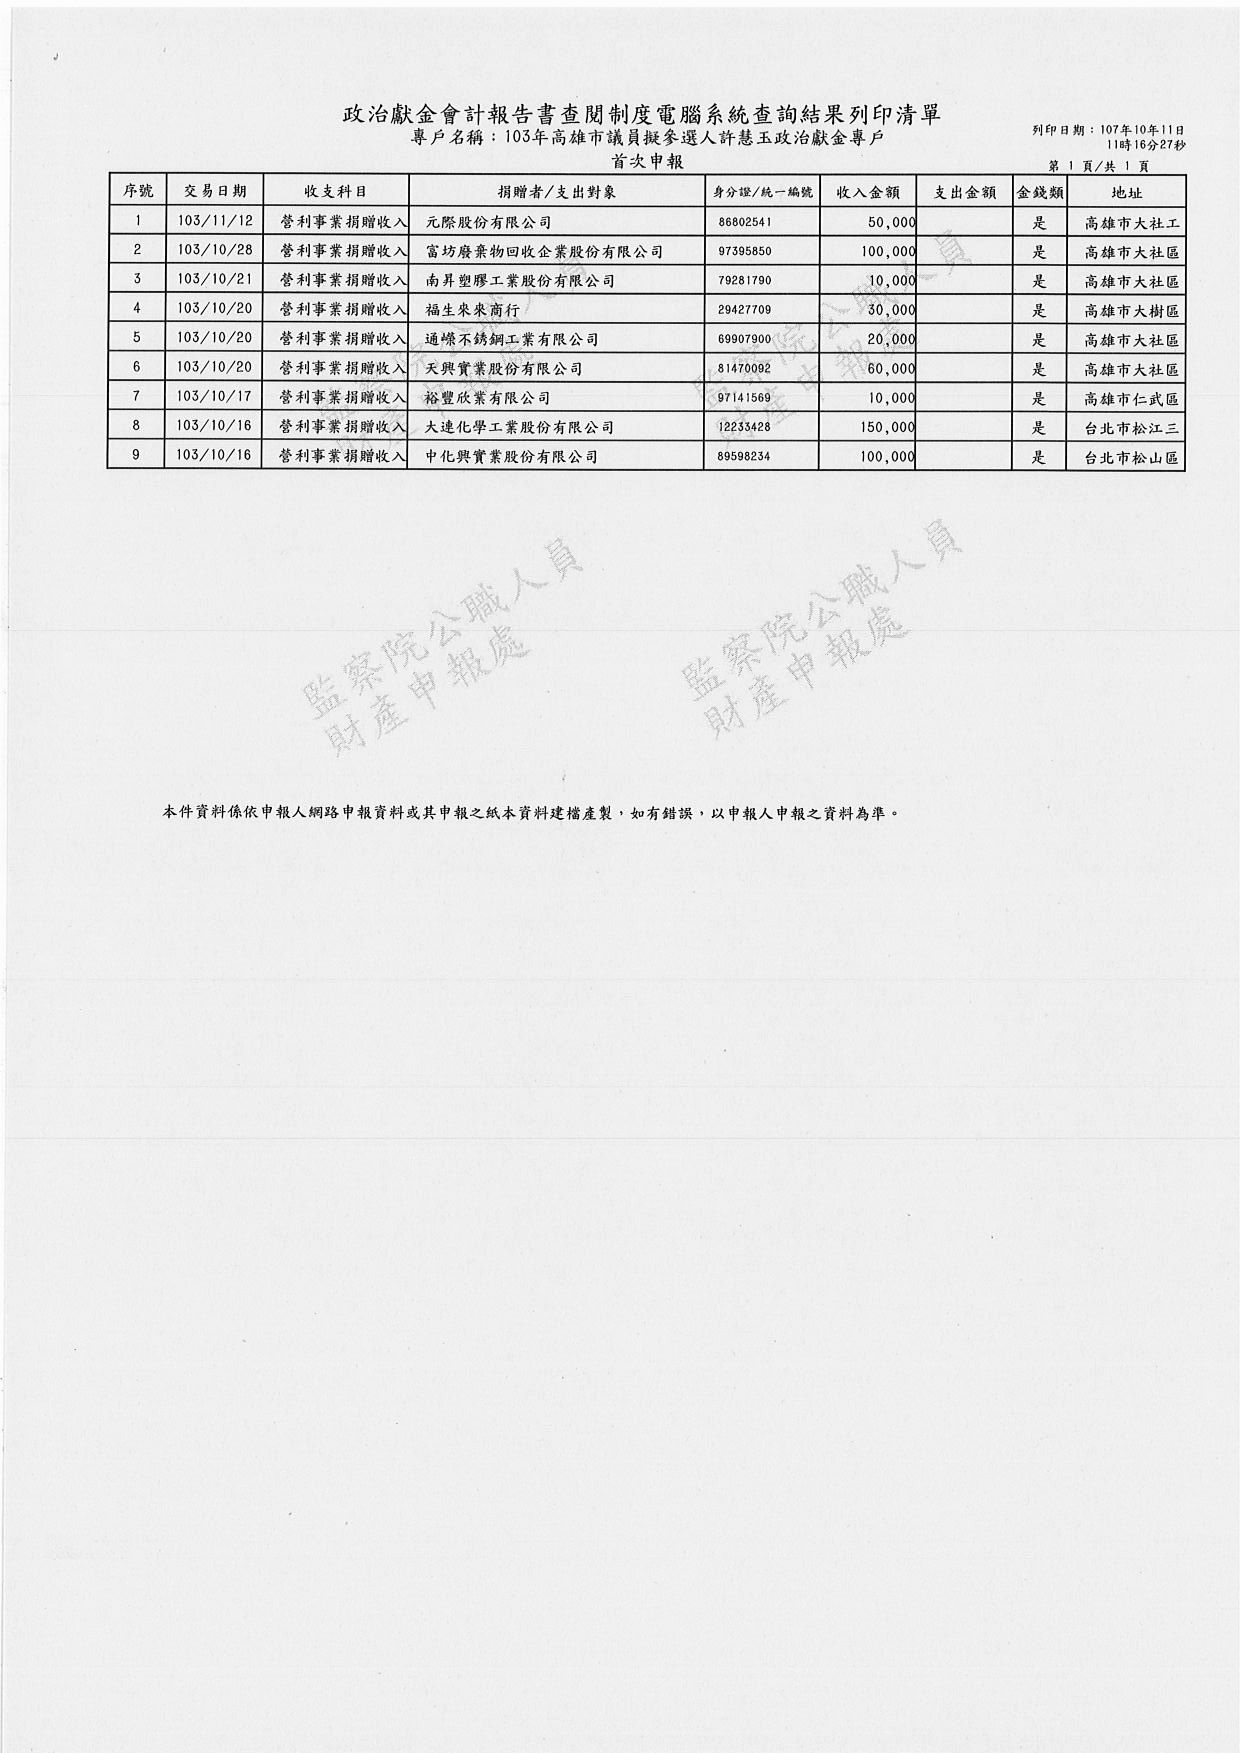 政治獻金會計報告書查閱制度電腦系統查詢結果列印清單
專戶名稱：103年高雄市議員擬參選人許慧玉政治獻金專戶
列印日期：107年10年11日
11時16分27秒
首次申報
第 1 頁/共 1 頁
序號 交易日期 收支科目 捐贈者/支出對象 身分證/統一編號 收入金額 支出金額 金錢類 地址
1 103/11/12 營利事業捐贈收入 元際股份有限公司 86802541 50,000 是 高雄市大社工
2 103/10/28 營利事業捐贈收入 富坊廢棄物回收企業股份有限公司 97395850 100,000 是 高雄市大社區
3 103/10/21 營利事業捐贈收入 南昇塑膠工業股份有限公司 79281790 10,000 是 高雄市大社區
4 103/10/20 營利事業捐贈收入 福生來來商行 29427709 30,000 是 高雄市大樹區
5 103/10/20 營利事業捐贈收入 通嶸不銹鋼工業有限公司 69907900 20,000 是 高雄市大社區
6 103/10/20 營利事業捐贈收入 天興實業股份有限公司 81470092 60,000 是 高雄市大社區
7 103/10/17 營利事業捐贈收入 裕豐欣業有限公司 97141569 10,000 是 高雄市仁武區
8 103/10/16 營利事業捐贈收入 大連化學工業股份有限公司 12233428 150,000 是 台北市松江三
9 103/10/16 營利事業捐贈收入 中化興實業股份有限公司 89598234 100,000 是 台北市松山區
監察院公職人員
財產申報處
監察院公職人員
財產申報處
監察院公職人員
財產申報處
監察院公職人員
財產申報處
本件資料係依申報人網路申報資料或其申報之紙本資料建檔產製，如有錯誤，以申報人申報之資料為準。